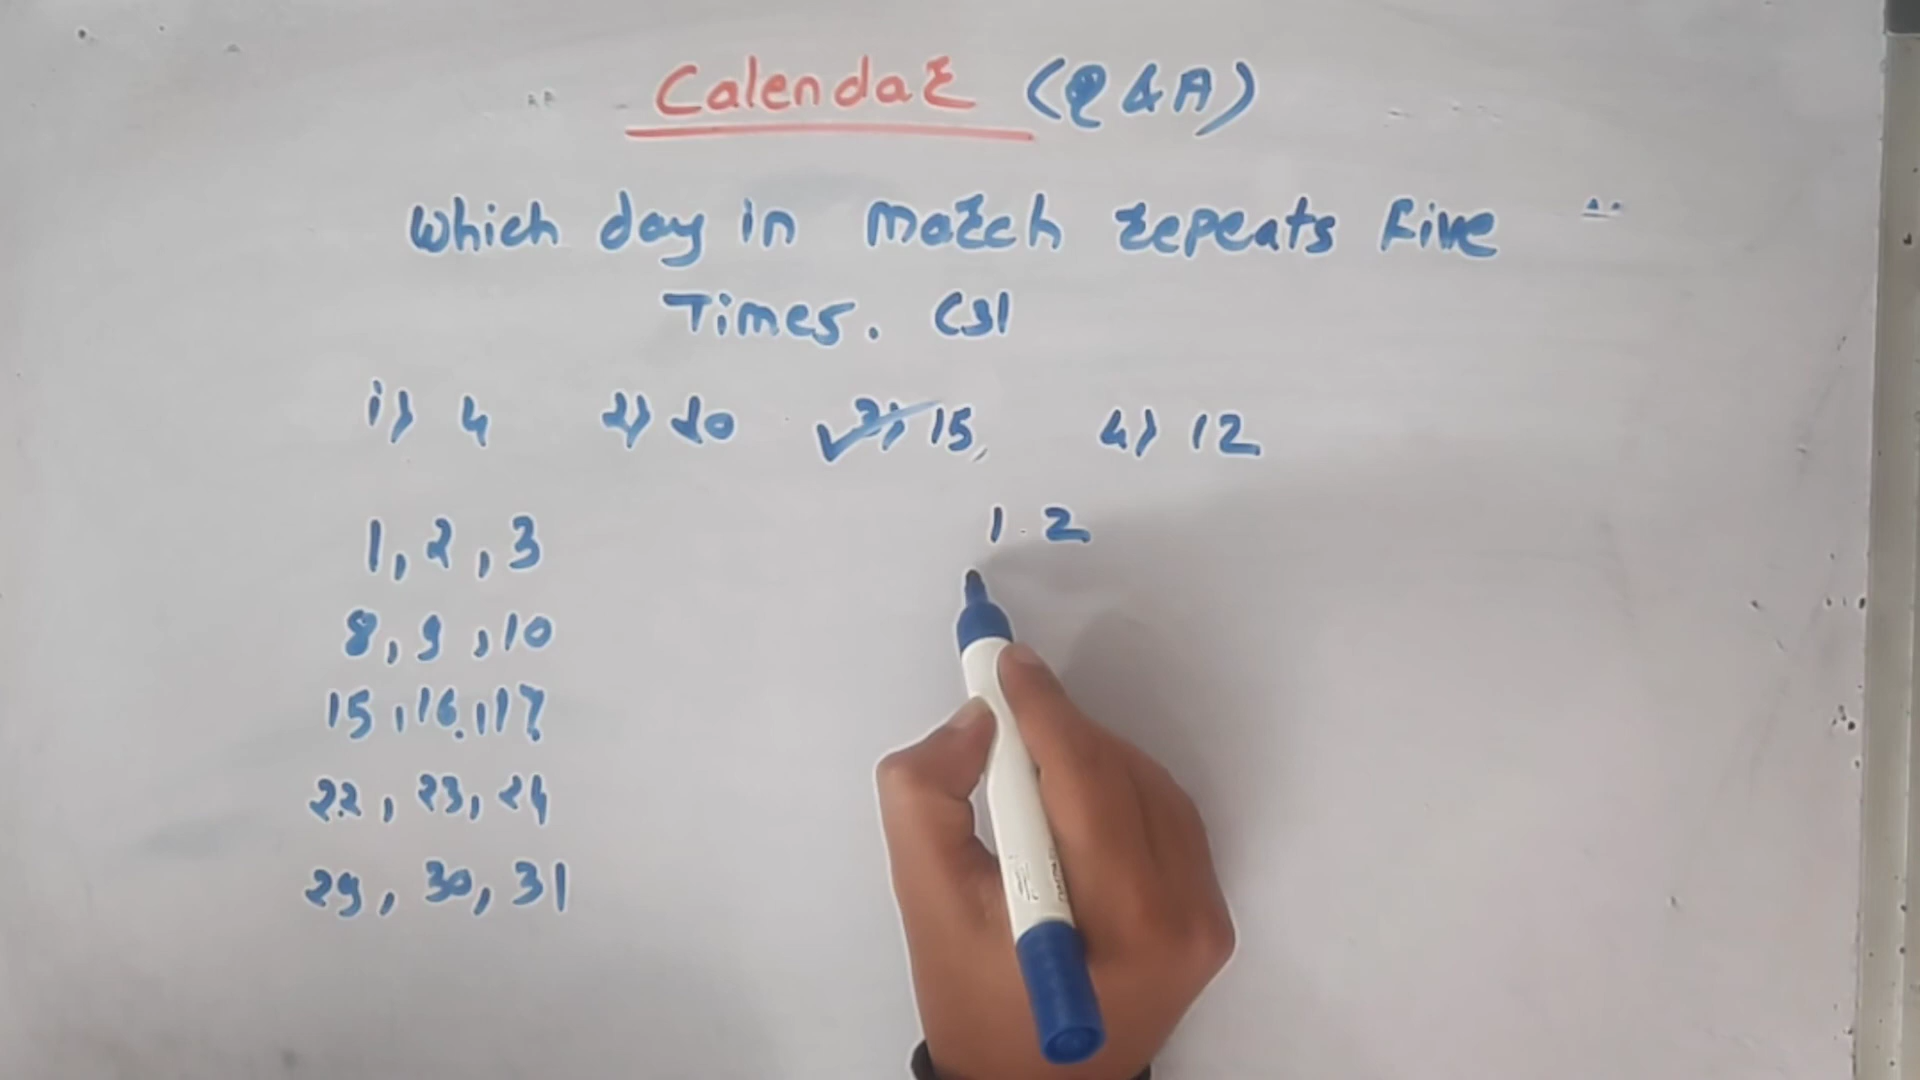 Calendar (Q & A)
Which day in March repeats five
Times. (31
1) 4 2) 20 3) 15, 4) 12
1, 2, 3
8, 9, 10
15, 16, 17
22, 23, 24
29, 30, 31
1 2